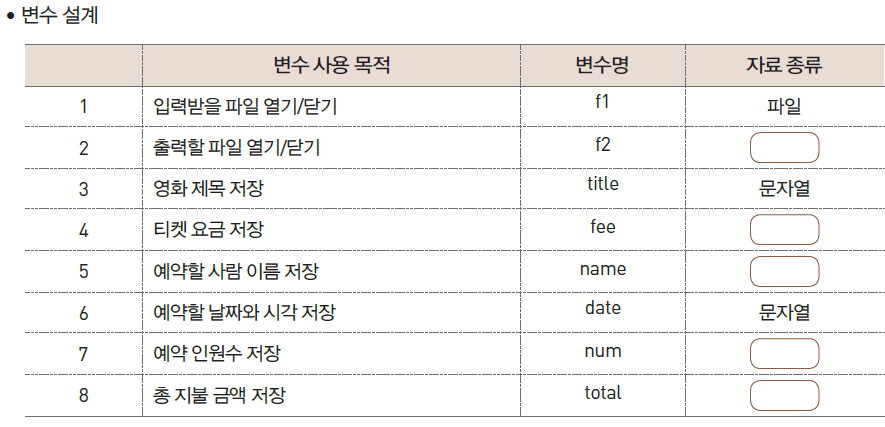 • 변수 설계
변수 사용 목적 변수명 자료 종류
1 입력받을 파일 열기/닫기 f1 파일
2 출력할 파일 열기/닫기 f2
3 영화 제목 저장 title 문자열
4 티켓 요금 저장 fee
5 예약할 사람 이름 저장 name
6 예약할 날짜와 시각 저장 date 문자열
7 예약 인원수 저장 num
8 총 지불 금액 저장 total